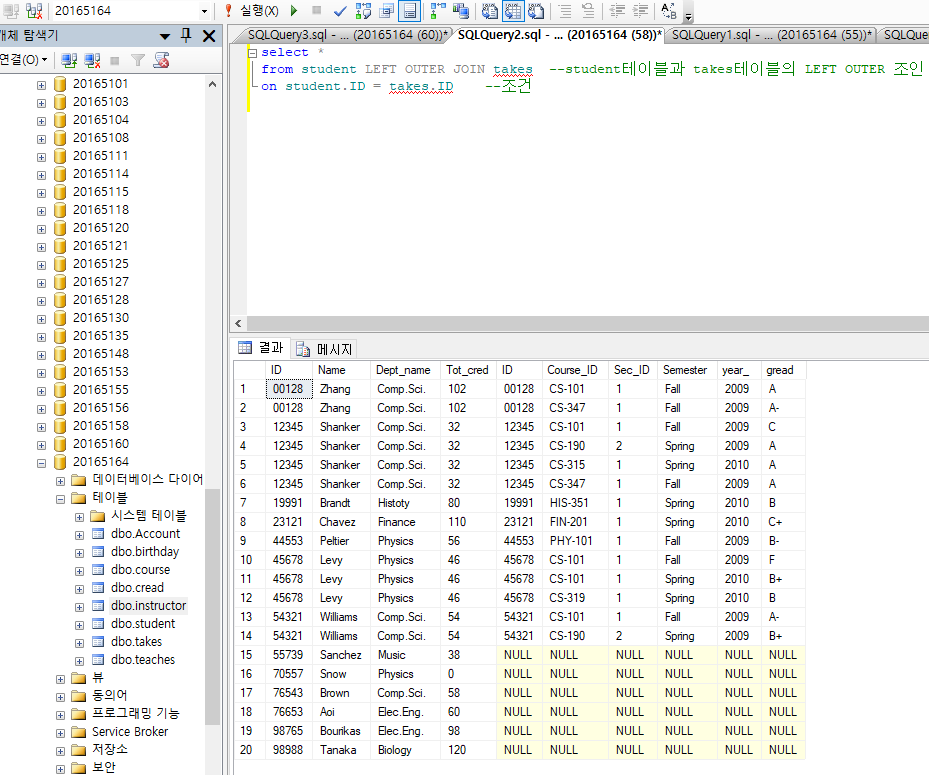 20165164
실행(X)
개체 탐색기
SQLQuery3.sql - ... (20165164 (60))*
SQLQuery2.sql - ... (20165164 (58))*
SQLQuery1.sql - ... (20165164 (55))*
SQLQu
연결(O)
select *
from student LEFT OUTER JOIN takes --student테이블과 takes테이블의 LEFT OUTER 조인
on student.ID = takes.ID --조건
20165101
20165103
20165104
20165108
20165111
20165114
20165115
20165118
20165120
20165121
20165125
20165127
20165128
20165130
20165135
20165148
20165153
20165155
20165156
20165158
20165160
20165164
데이터베이스 다이어
테이블
시스템 테이블
dbo.Account
dbo.birthday
dbo.course
dbo.cread
dbo.instructor
dbo.student
dbo.takes
dbo.teaches
뷰
동의어
프로그래밍 기능
Service Broker
저장소
보안
결과 메시지
ID Name Dept_name Tot_cred ID Course_ID Sec_ID Semester year_ gread
1 00128 Zhang Comp.Sci. 102 00128 CS-101 1 Fall 2009 A
2 00128 Zhang Comp.Sci. 102 00128 CS-347 1 Fall 2009 A-
3 12345 Shanker Comp.Sci. 32 12345 CS-101 1 Fall 2009 C
4 12345 Shanker Comp.Sci. 32 12345 CS-190 2 Spring 2009 A
5 12345 Shanker Comp.Sci. 32 12345 CS-315 1 Spring 2010 A
6 12345 Shanker Comp.Sci. 32 12345 CS-347 1 Fall 2009 A
7 19991 Brandt Histoty 80 19991 HIS-351 1 Spring 2010 B
8 23121 Chavez Finance 110 23121 FIN-201 1 Spring 2010 C+
9 44553 Peltier Physics 56 44553 PHY-101 1 Fall 2009 B-
10 45678 Levy Physics 46 45678 CS-101 1 Fall 2009 F
11 45678 Levy Physics 46 45678 CS-101 1 Spring 2010 B+
12 45678 Levy Physics 46 45678 CS-319 1 Spring 2010 B
13 54321 Williams Comp.Sci. 54 54321 CS-101 1 Fall 2009 A-
14 54321 Williams Comp.Sci. 54 54321 CS-190 2 Spring 2009 B+
15 55739 Sanchez Music 38 NULL NULL NULL NULL NULL NULL
16 70557 Snow Physics 0 NULL NULL NULL NULL NULL NULL
17 76543 Brown Comp.Sci. 58 NULL NULL NULL NULL NULL NULL
18 76653 Aoi Elec.Eng. 60 NULL NULL NULL NULL NULL NULL
19 98765 Bourikas Elec.Eng. 98 NULL NULL NULL NULL NULL NULL
20 98988 Tanaka Biology 120 NULL NULL NULL NULL NULL NULL